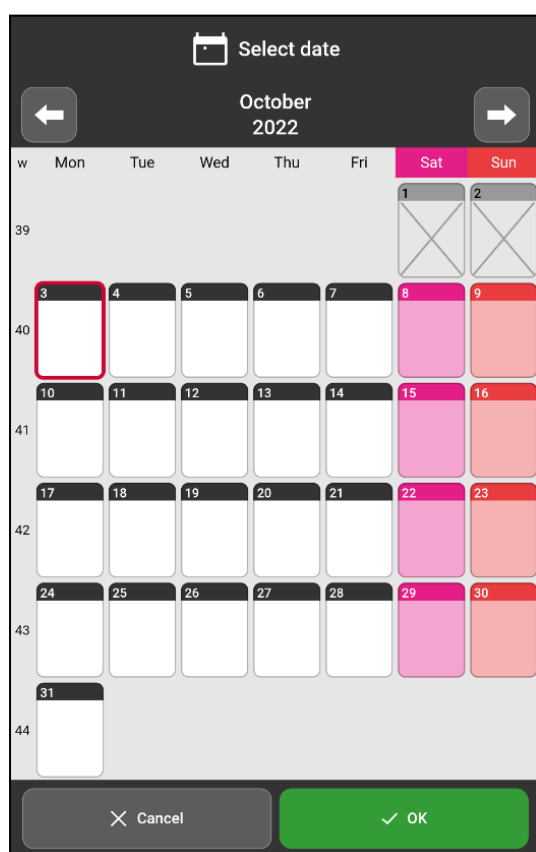 Select date
October
2022
w Mon Tue Wed Thu Fri Sat Sun
39 1 2
40 3 4 5 6 7 8 9
41 10 11 12 13 14 15 16
42 17 18 19 20 21 22 23
43 24 25 26 27 28 29 30
44 31
Cancel OK